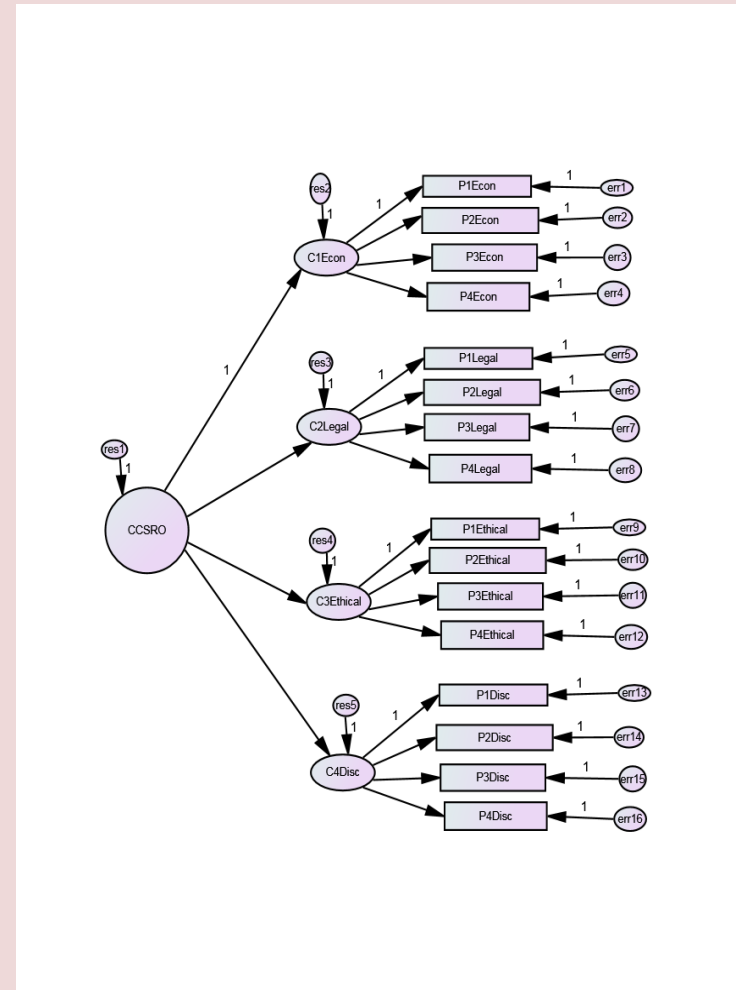 res2
1
C1Econ
1
P1Econ
1
err1
P2Econ
1
err2
P3Econ
1
err3
P4Econ
1
err4
1
res3
1
C2Legal
1
P1Legal
1
err5
P2Legal
1
err6
P3Legal
1
err7
P4Legal
1
err8
res1
1
CCSRO
res4
1
C3Ethical
1
P1Ethical
1
err9
P2Ethical
1
err10
P3Ethical
1
err11
P4Ethical
1
err12
res5
1
C4Disc
1
P1Disc
1
err13
P2Disc
1
err14
P3Disc
1
err15
P4Disc
1
err16